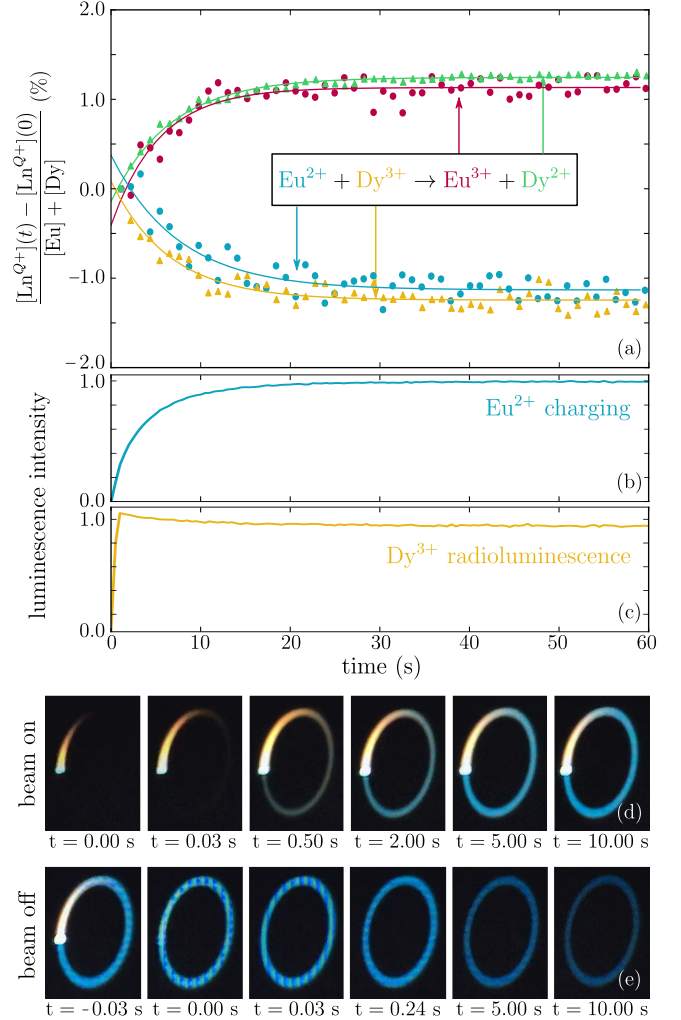 2.0
1.0
0.0
−1.0
−2.0
[Ln^{Q+}](t) − [Ln^{Q+}](0)
[Eu] + [Dy]
(%)
Eu²⁺ + Dy³⁺ → Eu³⁺ + Dy²⁺
(a)
1.0
0.0
Eu²⁺ charging
(b)
luminescence intensity
1.0
0.0
Dy³⁺ radioluminescence
(c)
0 10 20 30 40 50 60
time (s)
beam on
(d)
t = 0.00 s t = 0.03 s t = 0.50 s t = 2.00 s t = 5.00 s t = 10.00 s
beam off
(e)
t = -0.03 s t = 0.00 s t = 0.03 s t = 0.24 s t = 5.00 s t = 10.00 s